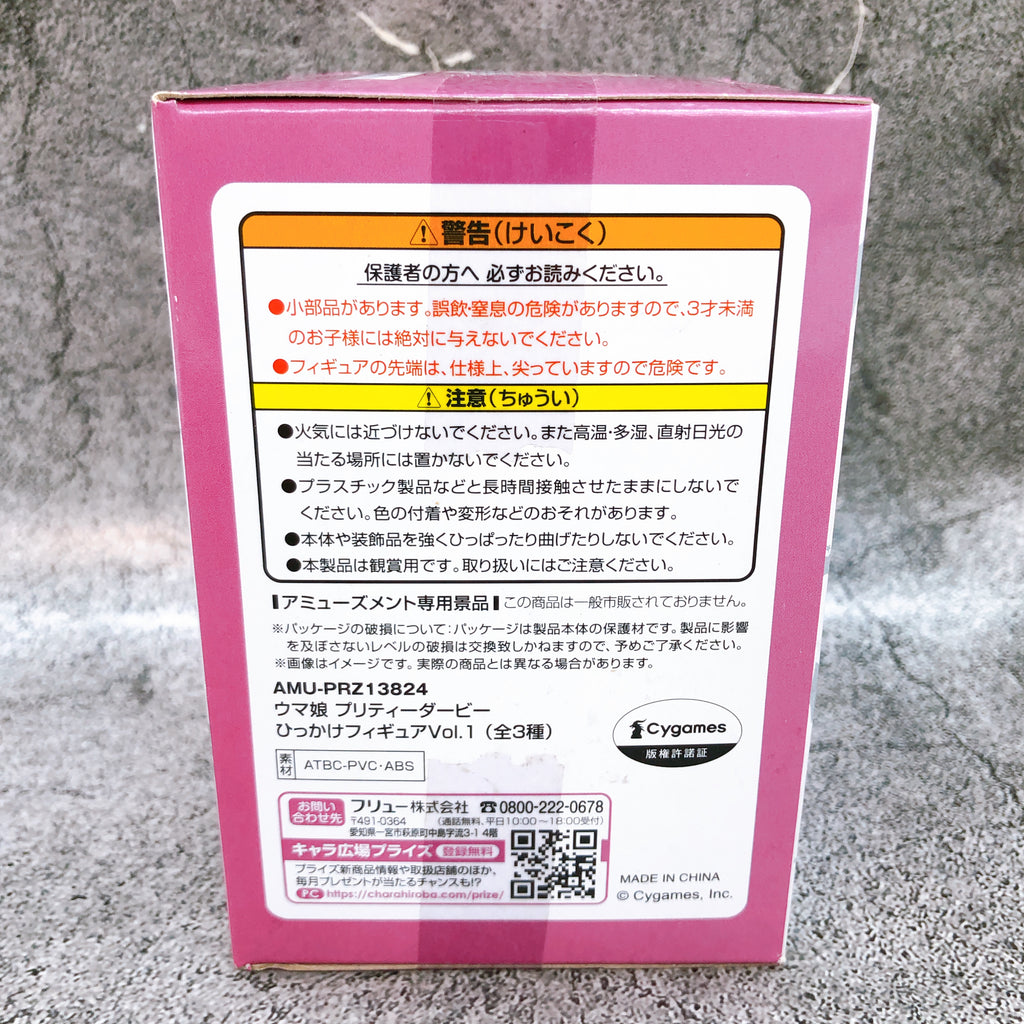 ⚠警告(けいこく)
保護者の方へ 必ずお読みください。
●小部品があります。誤飲・窒息の危険がありますので、3才未満
のお子様には絶対に与えないでください。
●フィギュアの先端は、仕様上、尖っていますので危険です。
⚠注意(ちゅうい)
●火気には近づけないでください。また高温・多湿、直射日光の
当たる場所には置かないでください。
●プラスチック製品などと長時間接触させたままにしないで
ください。色の付着や変形などのおそれがあります。
●本体や装飾品を強くひっぱったり曲げたりしないでください。
●本製品は観賞用です。取り扱いにはご注意ください。
アミューズメント専用景品 この商品は一般市販されておりません。
※パッケージの破損について:パッケージは製品本体の保護材です。製品に影響
を及ぼさないレベルの破損は交換致しかねますので、予めご了承ください。
※画像はイメージです。実際の商品とは異なる場合があります。
AMU-PRZ13824
ウマ娘 プリティーダービー
ひっかけフィギュアVol.1(全3種)
Cygames
版権許諾証
素材 ATBC-PVC・ABS
お問い合わせ先 フリュー株式会社 ☎0800-222-0678
〒491-0364 (通話無料、平日10:00〜18:00受付)
愛知県一宮市萩原町中島字流3-1 4階
キャラ広場プライズ 登録無料
プライズ新商品情報や取扱店舗のほか、
毎月プレゼントが当たるチャンスも!?
PC https://charahiroba.com/prize/
MADE IN CHINA
© Cygames, Inc.